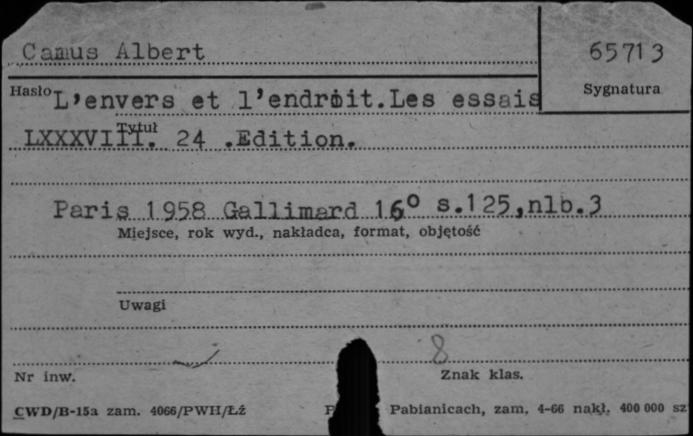 Camus Albert
65713
Hasło
Sygnatura
L'envers et l'endroit.Les essais
Tytuł
LXXXVIII. 24 .Edition.
Paris 1958 Gallimard 16° s.125,nlb.3
Miejsce, rok wyd., nakładca, format, objętość
Uwagi
8
Nr inw.
Znak klas.
CWD/B-15a zam. 4066/PWH/Łź
Pabianicach, zam. 4-66 nakł. 400 000 sz